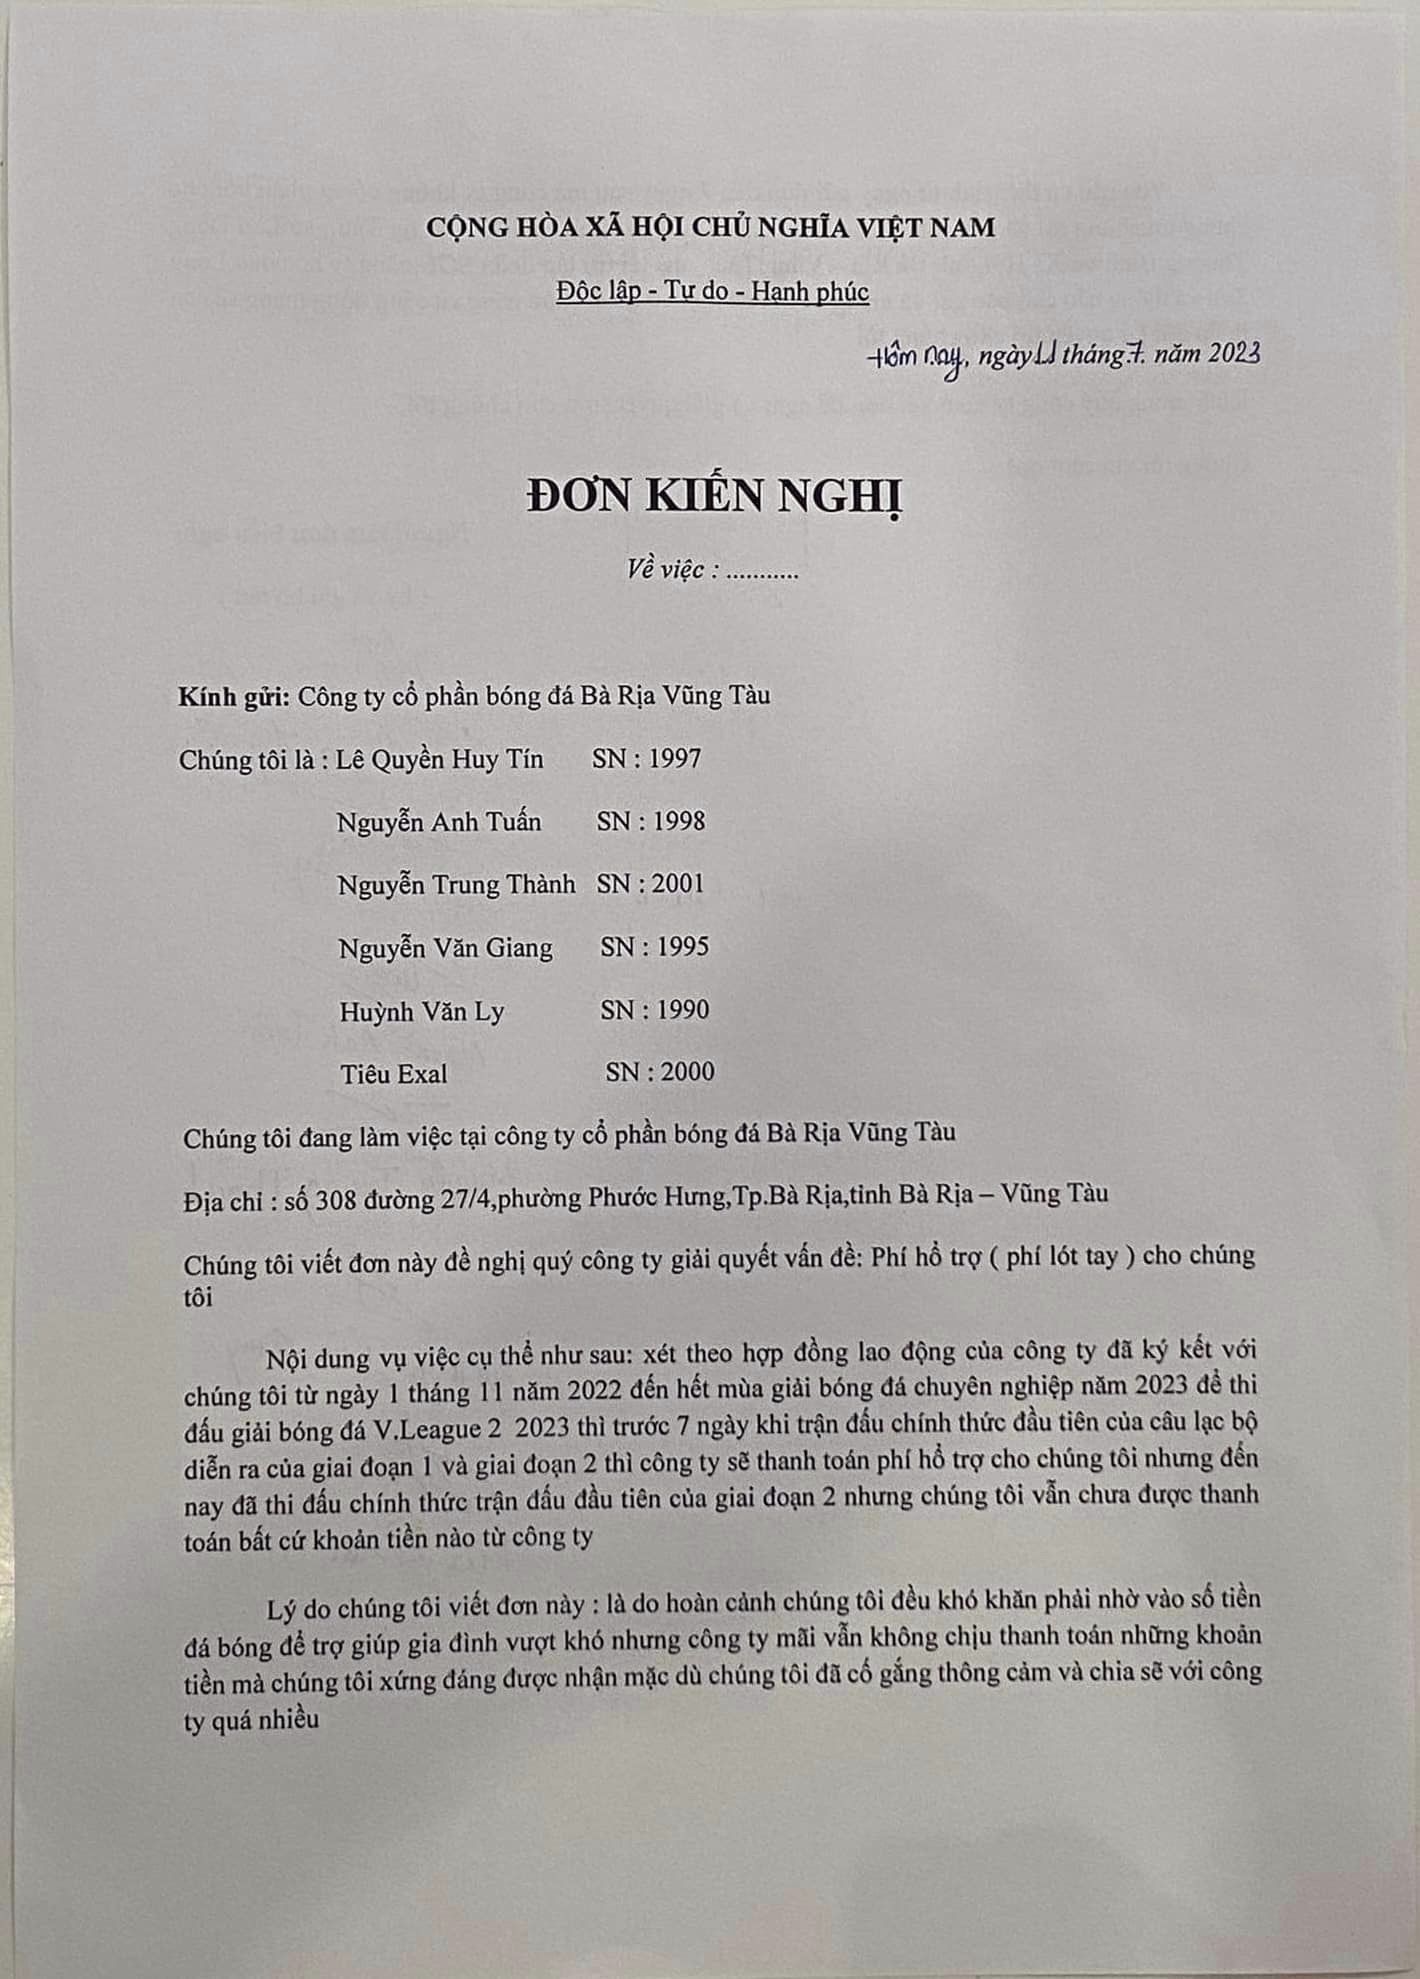 CỘNG HÒA XÃ HỘI CHỦ NGHĨA VIỆT NAM
Độc lập - Tự do - Hạnh phúc
Hôm nay, ngày 11 tháng.7. năm 2023
ĐƠN KIẾN NGHỊ
Về việc : ...........
Kính gửi: Công ty cổ phần bóng đá Bà Rịa Vũng Tàu
Chúng tôi là : Lê Quyền Huy Tín SN : 1997
Nguyễn Anh Tuấn SN : 1998
Nguyễn Trung Thành SN : 2001
Nguyễn Văn Giang SN : 1995
Huỳnh Văn Ly SN : 1990
Tiêu Exal SN : 2000
Chúng tôi đang làm việc tại công ty cổ phần bóng đá Bà Rịa Vũng Tàu
Địa chỉ : số 308 đường 27/4,phường Phước Hưng,Tp.Bà Rịa,tỉnh Bà Rịa – Vũng Tàu
Chúng tôi viết đơn này đề nghị quý công ty giải quyết vấn đề: Phí hổ trợ ( phí lót tay ) cho chúng
tôi
Nội dung vụ việc cụ thể như sau: xét theo hợp đồng lao động của công ty đã ký kết với
chúng tôi từ ngày 1 tháng 11 năm 2022 đến hết mùa giải bóng đá chuyên nghiệp năm 2023 để thi
đấu giải bóng đá V.League 2 2023 thì trước 7 ngày khi trận đấu chính thức đầu tiên của câu lạc bộ
diễn ra của giai đoạn 1 và giai đoạn 2 thì công ty sẽ thanh toán phí hổ trợ cho chúng tôi nhưng đến
nay đã thi đấu chính thức trận đấu đầu tiên của giai đoạn 2 nhưng chúng tôi vẫn chưa được thanh
toán bất cứ khoản tiền nào từ công ty
Lý do chúng tôi viết đơn này : là do hoàn cảnh chúng tôi đều khó khăn phải nhờ vào số tiền
đá bóng để trợ giúp gia đình vượt khó nhưng công ty mãi vẫn không chịu thanh toán những khoản
tiền mà chúng tôi xứng đáng được nhận mặc dù chúng tôi đã cố gắng thông cảm và chia sẽ với công
ty quá nhiều